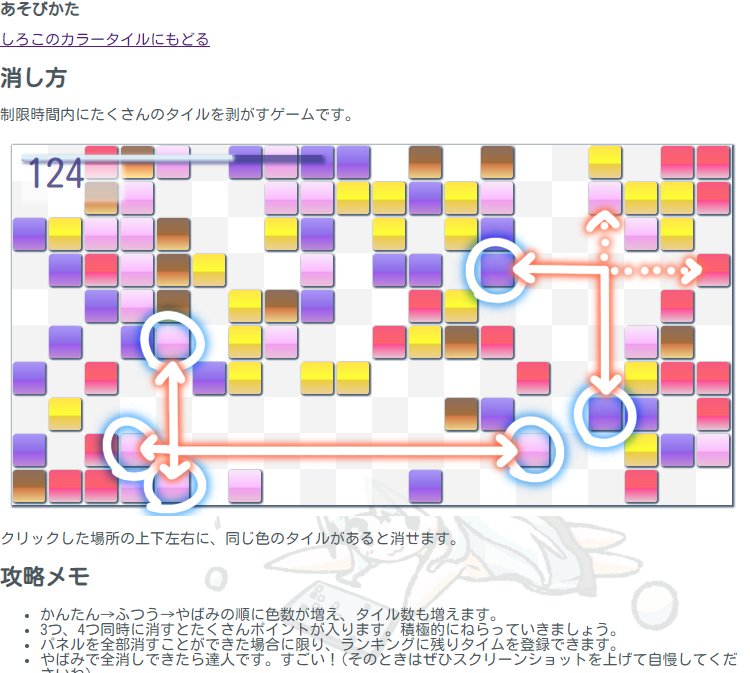 あそびかた
しろこのカラータイルにもどる
消し方
制限時間内にたくさんのタイルを剥がすゲームです。
124
クリックした場所の上下左右に、同じ色のタイルがあると消せます。
攻略メモ
かんたん→ふつう→やばみの順に色数が増え、タイル数も増えます。
3つ、4つ同時に消すとたくさんポイントが入ります。積極的にねらっていきましょう。
パネルを全部消すことができた場合に限り、ランキングに残りタイムを登録できます。
やばみで全消しできたら達人です。すごい！(そのときはぜひスクリーンショットを上げて自慢してくだ
さいね)